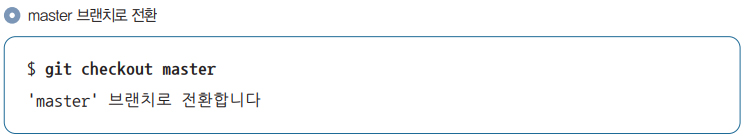 master 브랜치로 전환
$ git checkout master
'master' 브랜치로 전환합니다